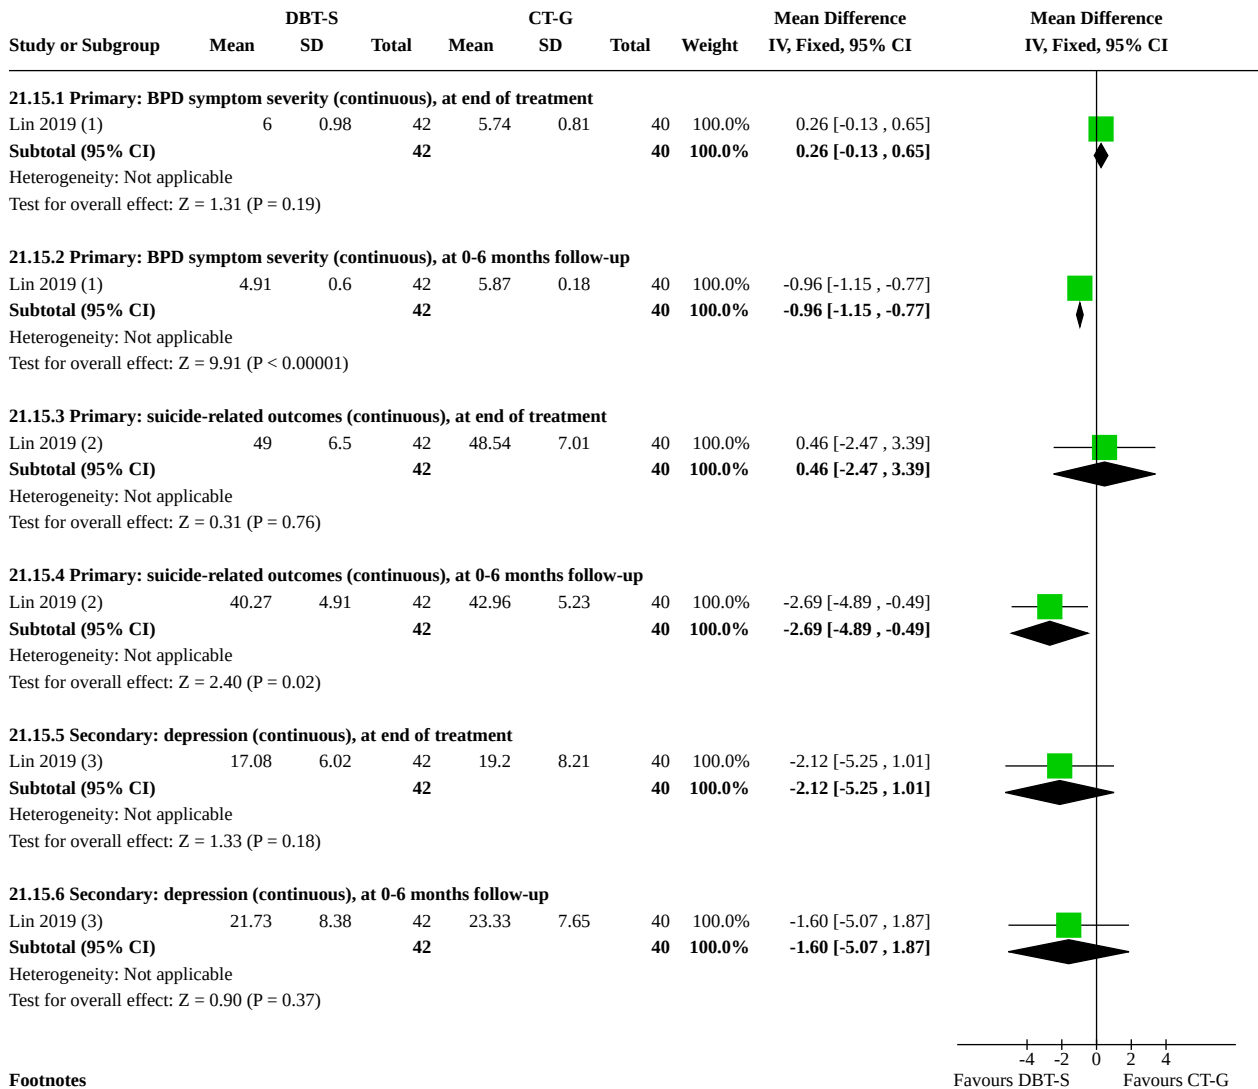 DBT-S CT-G Mean Difference Mean Difference
Study or Subgroup Mean SD Total Mean SD Total Weight IV, Fixed, 95% CI IV, Fixed, 95% CI
21.15.1 Primary: BPD symptom severity (continuous), at end of treatment
Lin 2019 (1) 6 0.98 42 5.74 0.81 40 100.0% 0.26 [-0.13 , 0.65]
Subtotal (95% CI) 42 40 100.0% 0.26 [-0.13 , 0.65]
Heterogeneity: Not applicable
Test for overall effect: Z = 1.31 (P = 0.19)
21.15.2 Primary: BPD symptom severity (continuous), at 0-6 months follow-up
Lin 2019 (1) 4.91 0.6 42 5.87 0.18 40 100.0% -0.96 [-1.15 , -0.77]
Subtotal (95% CI) 42 40 100.0% -0.96 [-1.15 , -0.77]
Heterogeneity: Not applicable
Test for overall effect: Z = 9.91 (P < 0.00001)
21.15.3 Primary: suicide-related outcomes (continuous), at end of treatment
Lin 2019 (2) 49 6.5 42 48.54 7.01 40 100.0% 0.46 [-2.47 , 3.39]
Subtotal (95% CI) 42 40 100.0% 0.46 [-2.47 , 3.39]
Heterogeneity: Not applicable
Test for overall effect: Z = 0.31 (P = 0.76)
21.15.4 Primary: suicide-related outcomes (continuous), at 0-6 months follow-up
Lin 2019 (2) 40.27 4.91 42 42.96 5.23 40 100.0% -2.69 [-4.89 , -0.49]
Subtotal (95% CI) 42 40 100.0% -2.69 [-4.89 , -0.49]
Heterogeneity: Not applicable
Test for overall effect: Z = 2.40 (P = 0.02)
21.15.5 Secondary: depression (continuous), at end of treatment
Lin 2019 (3) 17.08 6.02 42 19.2 8.21 40 100.0% -2.12 [-5.25 , 1.01]
Subtotal (95% CI) 42 40 100.0% -2.12 [-5.25 , 1.01]
Heterogeneity: Not applicable
Test for overall effect: Z = 1.33 (P = 0.18)
21.15.6 Secondary: depression (continuous), at 0-6 months follow-up
Lin 2019 (3) 21.73 8.38 42 23.33 7.65 40 100.0% -1.60 [-5.07 , 1.87]
Subtotal (95% CI) 42 40 100.0% -1.60 [-5.07 , 1.87]
Heterogeneity: Not applicable
Test for overall effect: Z = 0.90 (P = 0.37)
-4 -2 0 2 4
Footnotes Favours DBT-S Favours CT-G